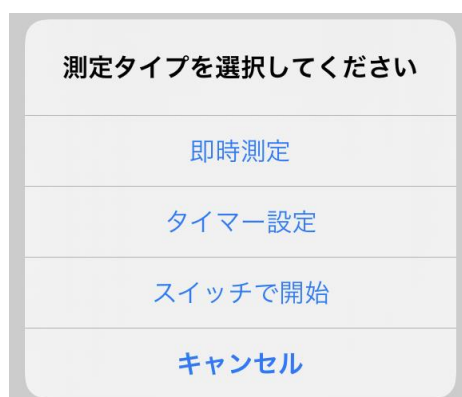 測定タイプを選択してください
即時測定
タイマー設定
スイッチで開始
キャンセル